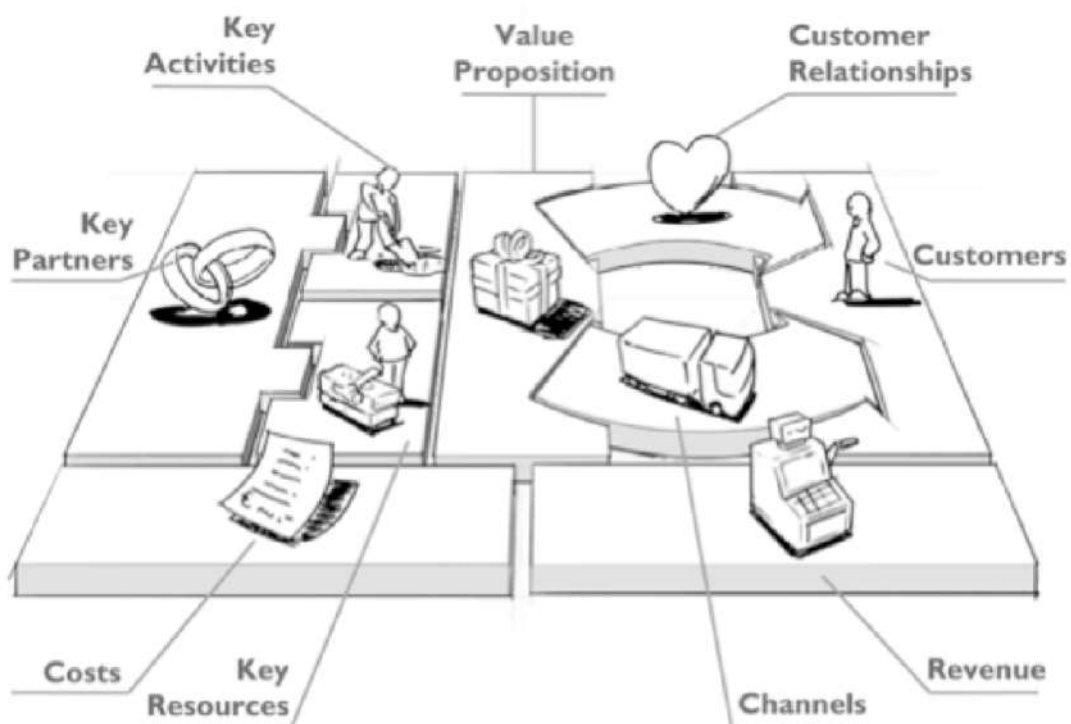 Key
Activities
Value
Proposition
Customer
Relationships
Key
Partners
Customers
Costs
Key
Resources
Channels
Revenue